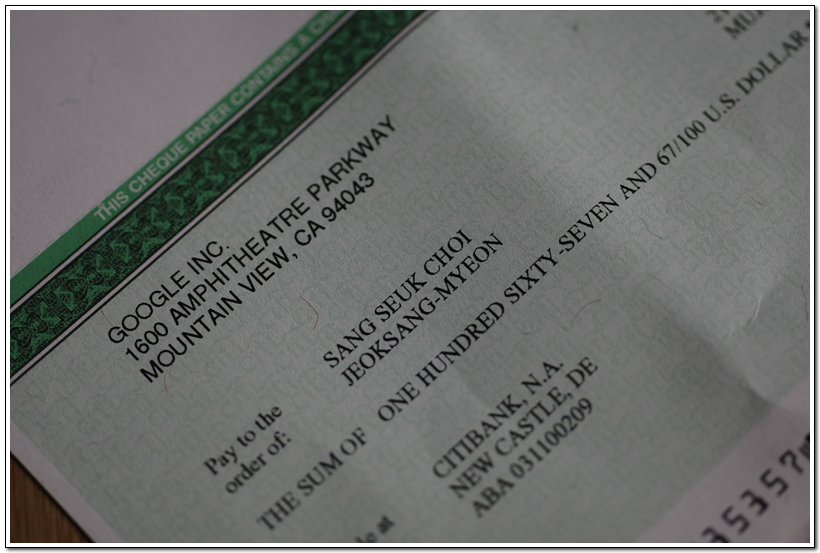 THIS CHEQUE PAPER CONTAINS A
GOOGLE INC.
1600 AMPHITHEATRE PARKWAY
MOUNTAIN VIEW, CA 94043
SANG SEUK CHOI
JEOKSANG-MYEON
Pay to the
order of:
THE SUM OF ONE HUNDRED SIXTY-SEVEN AND 67/100 U.S. DOLLAR
CITIBANK, N.A.
NEW CASTLE, DE
ABA 031100209
at